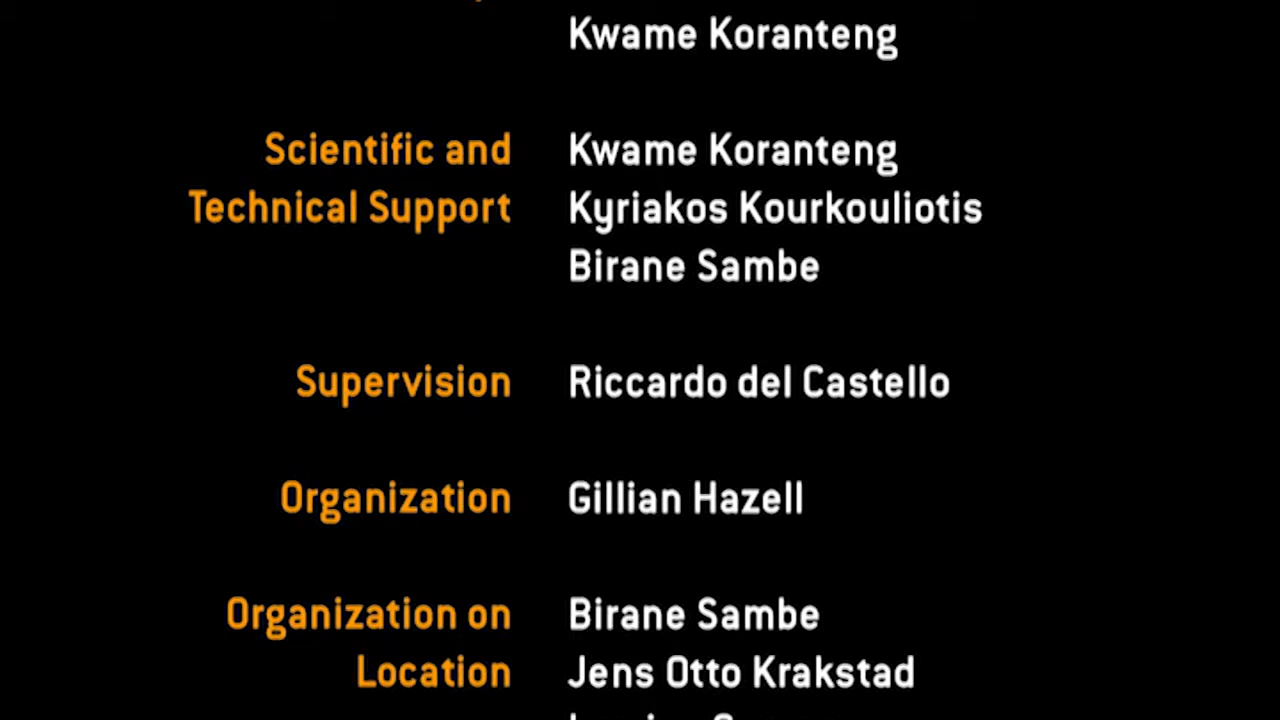 Kwame Koranteng
Scientific and Kwame Koranteng
Technical Support Kyriakos Kourkouliotis
Birane Sambe
Supervision Riccardo del Castello
Organization Gillian Hazell
Organization on Birane Sambe
Location Jens Otto Krakstad